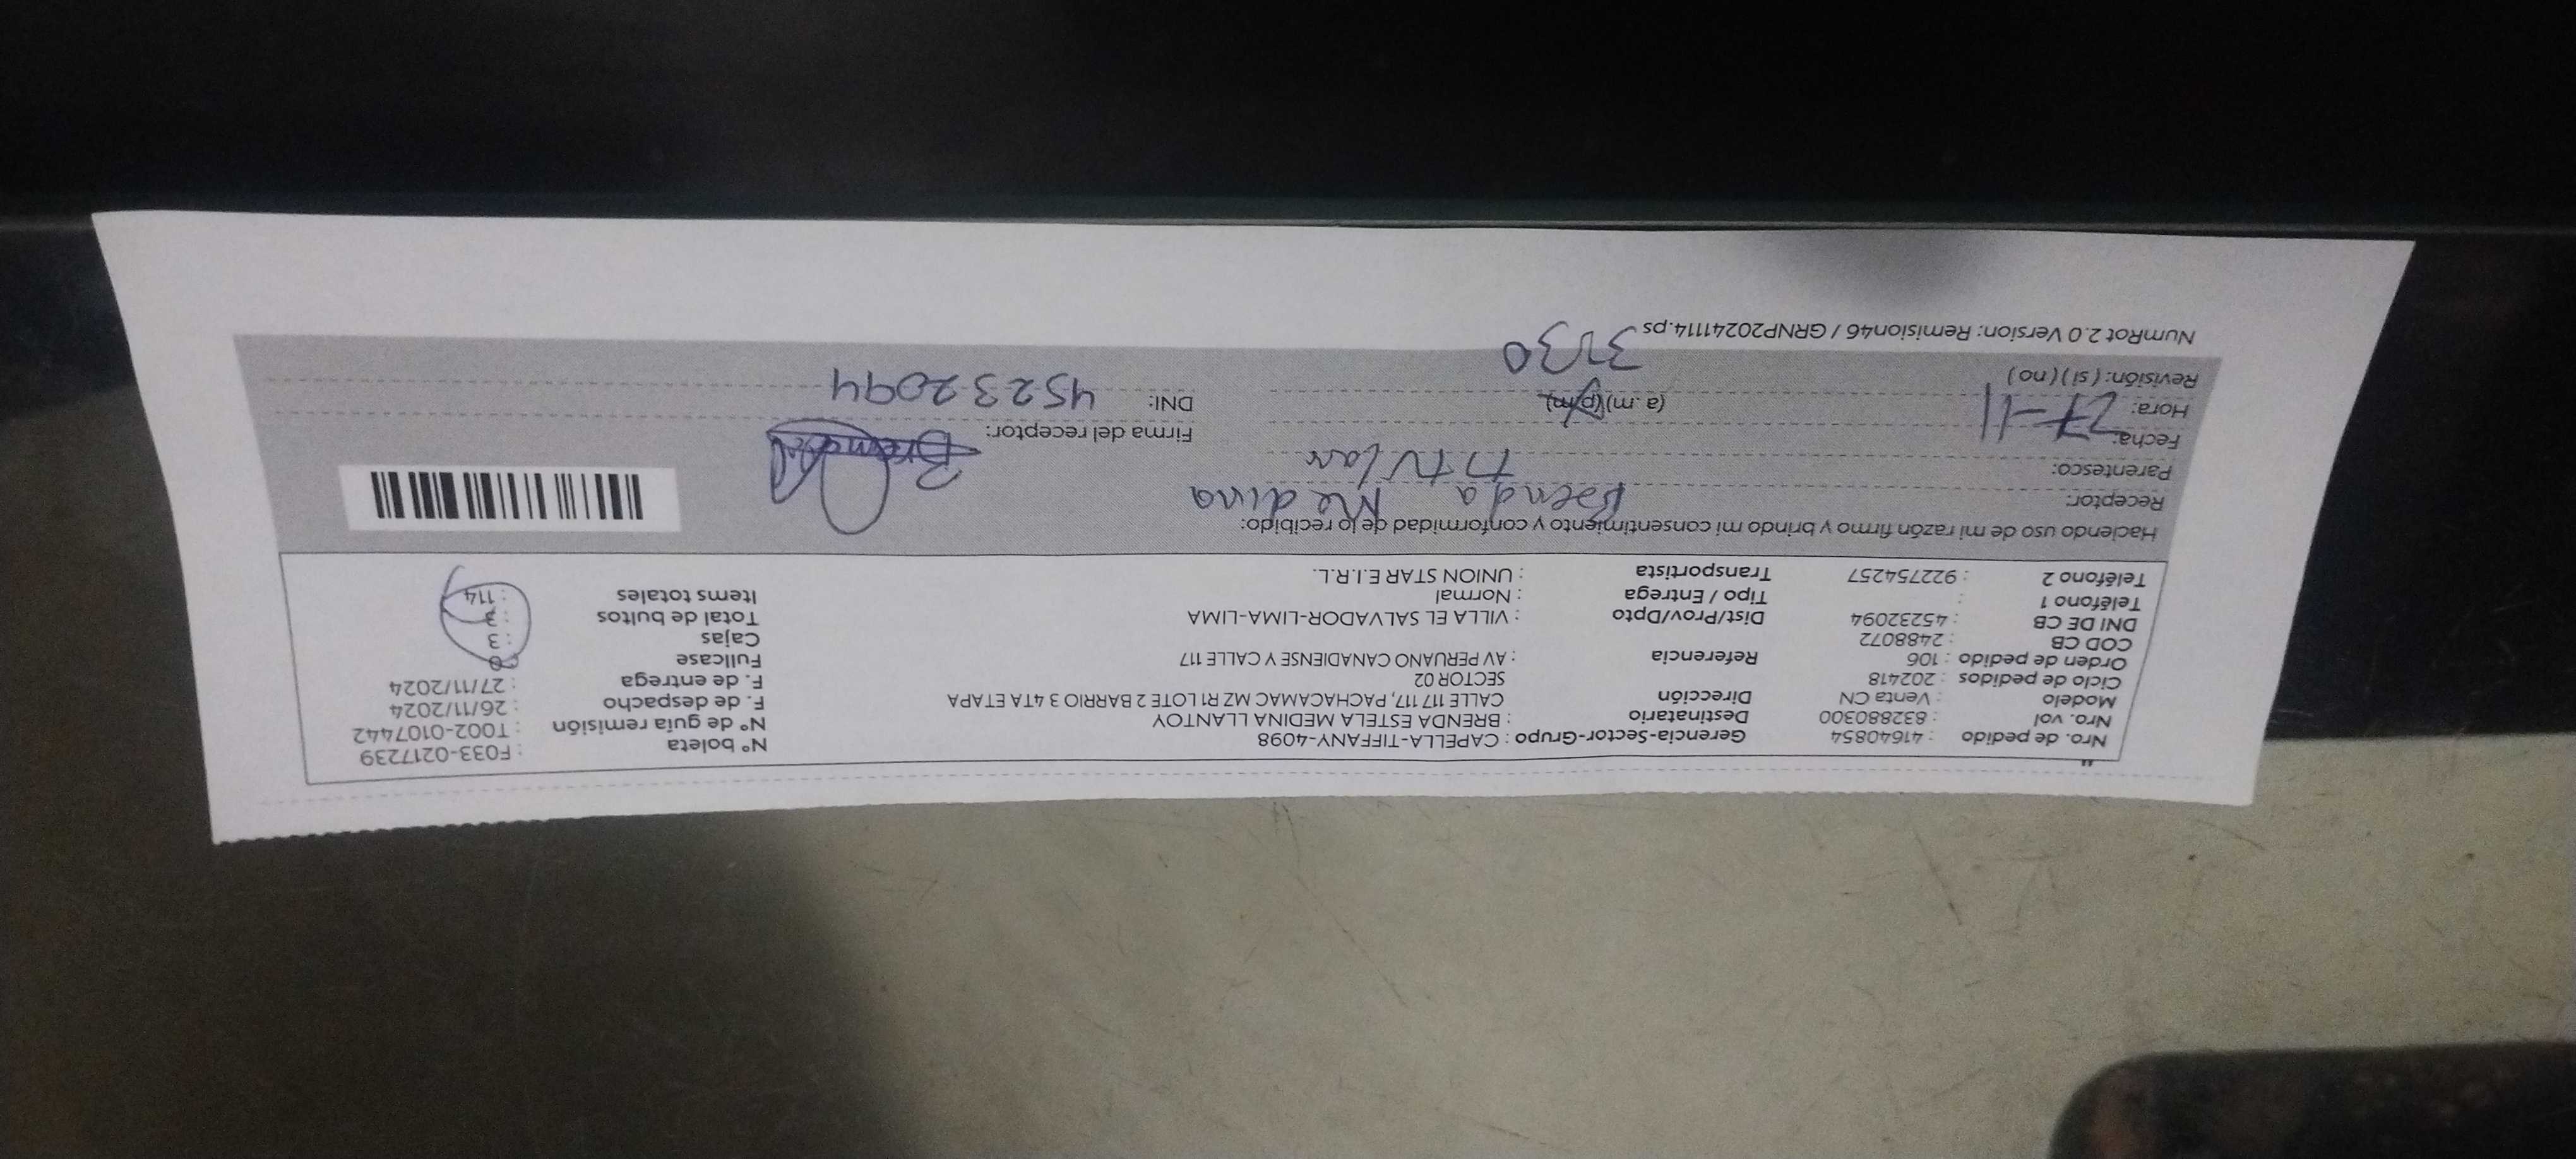 Nro. de pedido : 41640854 Gerencia-Sector-Grupo : CAPELLA-TIFFANY-4098 N° boleta : F033-0217239
Nro. vol : 832880300 Destinatario : BRENDA ESTELA MEDINA LLANTOY N° de guía remisión : T002-0107442
Modelo : Venta CN Dirección CALLE 117 117, PACHACAMAC MZ R1 LOTE 2 BARRIO 3 4TA ETAPA F. de despacho : 26/11/2024
Ciclo de pedidos : 202418 SECTOR 02 F. de entrega : 27/11/2024
Orden de pedido : 106 Referencia : AV PERUANO CANADIENSE Y CALLE 117 Fullcase 0
COD CB : 2488072 Cajas : 3
DNI DE CB : 45232094 Dist/Prov/Dpto : VILLA EL SALVADOR-LIMA-LIMA Total de bultos : 3
Teléfono 1 : Tipo / Entrega : Normal Items totales : 114
Teléfono 2 : 922754257 Transportista : UNION STAR E.I.R.L.
Haciendo uso de mi razón firmo y brindo mi consentimiento y conformidad de lo recibido:
Receptor: Brenda Medina
Parentesco: titular
Fecha: 27-11 Firma del receptor:
Hora: (a.m)(p.m) DNI: 45232094
Revisión: (si)(no) 3:30
NumRot 2.0 Version: Remision46 / GRNP20241114.ps